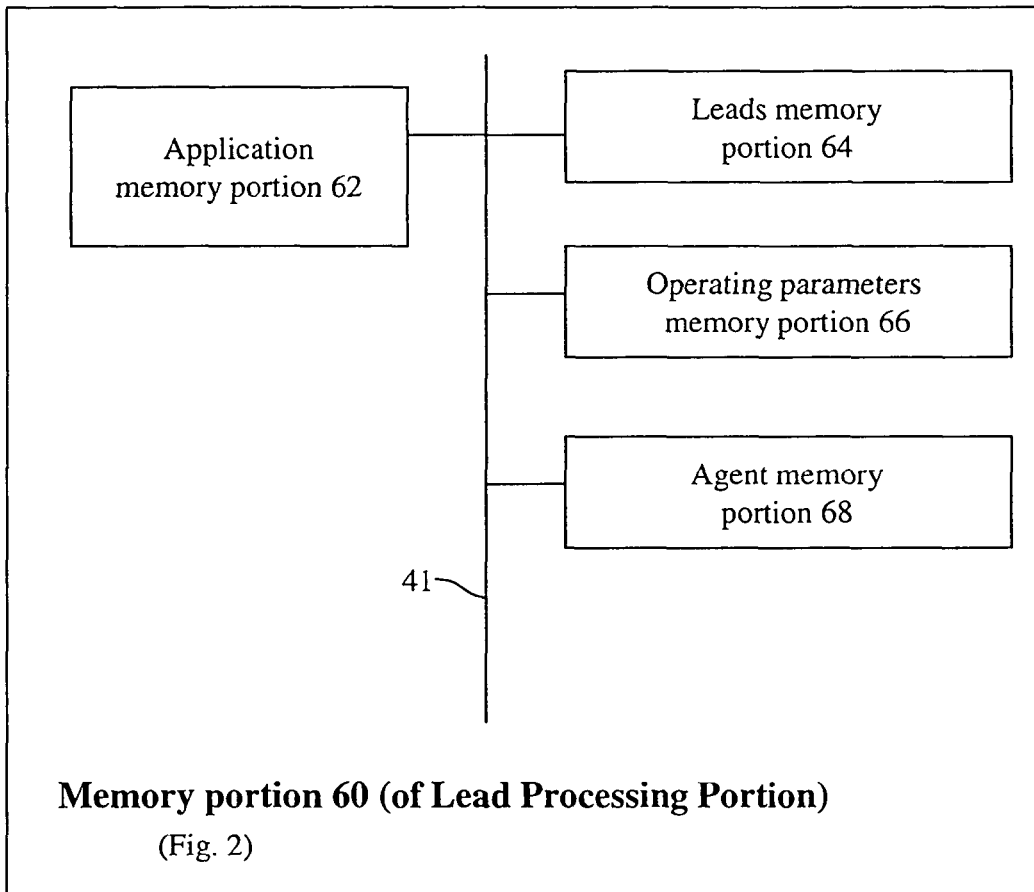 Application
memory portion 62
Leads memory
portion 64
Operating parameters
memory portion 66
Agent memory
portion 68
41
Memory portion 60 (of Lead Processing Portion)
(Fig. 2)